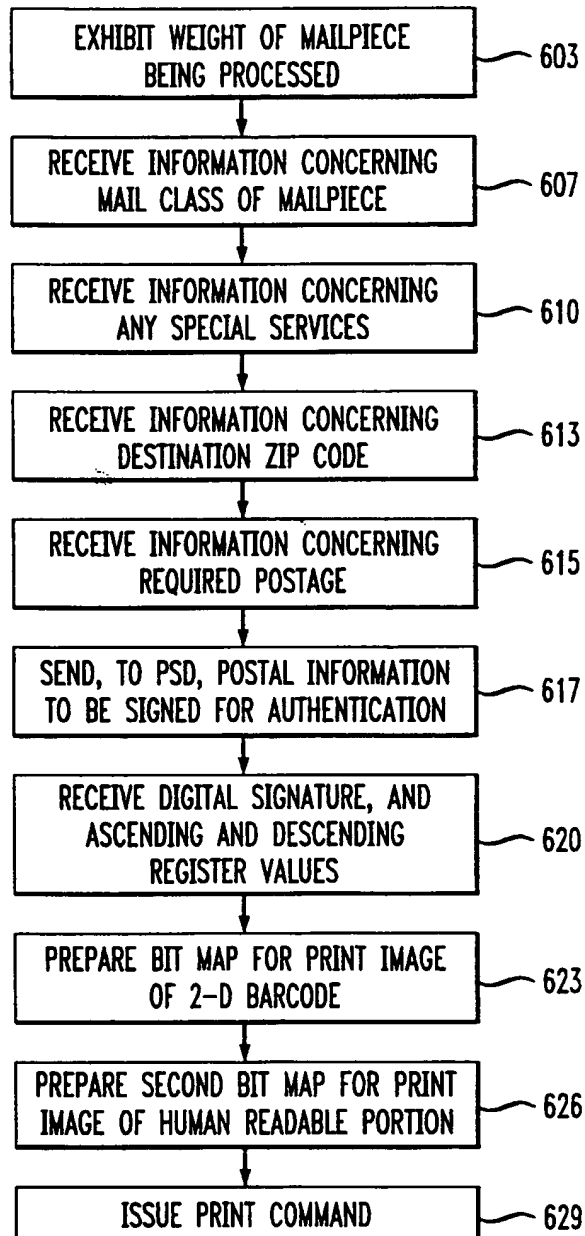 EXHIBIT WEIGHT OF MAILPIECE
BEING PROCESSED
603
RECEIVE INFORMATION CONCERNING
MAIL CLASS OF MAILPIECE
607
RECEIVE INFORMATION CONCERNING
ANY SPECIAL SERVICES
610
RECEIVE INFORMATION CONCERNING
DESTINATION ZIP CODE
613
RECEIVE INFORMATION CONCERNING
REQUIRED POSTAGE
615
SEND, TO PSD, POSTAL INFORMATION
TO BE SIGNED FOR AUTHENTICATION
617
RECEIVE DIGITAL SIGNATURE, AND
ASCENDING AND DESCENDING
REGISTER VALUES
620
PREPARE BIT MAP FOR PRINT IMAGE
OF 2-D BARCODE
623
PREPARE SECOND BIT MAP FOR PRINT
IMAGE OF HUMAN READABLE PORTION
626
ISSUE PRINT COMMAND
629